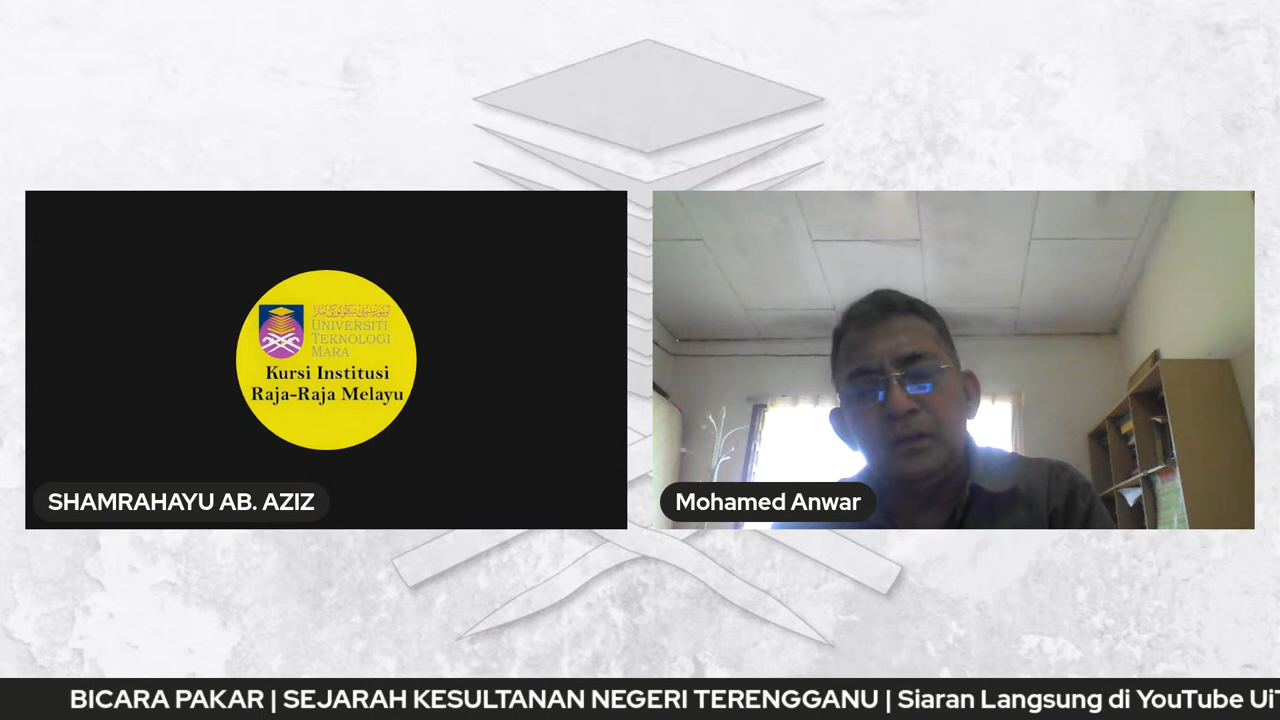 UNIVERSITI
TEKNOLOGI
MARA
Kursi Institusi
Raja-Raja Melayu
SHAMRAHAYU AB. AZIZ
Mohamed Anwar
BICARA PAKAR | SEJARAH KESULTANAN NEGERI TERENGGANU | Siaran Langsung di YouTube UiT